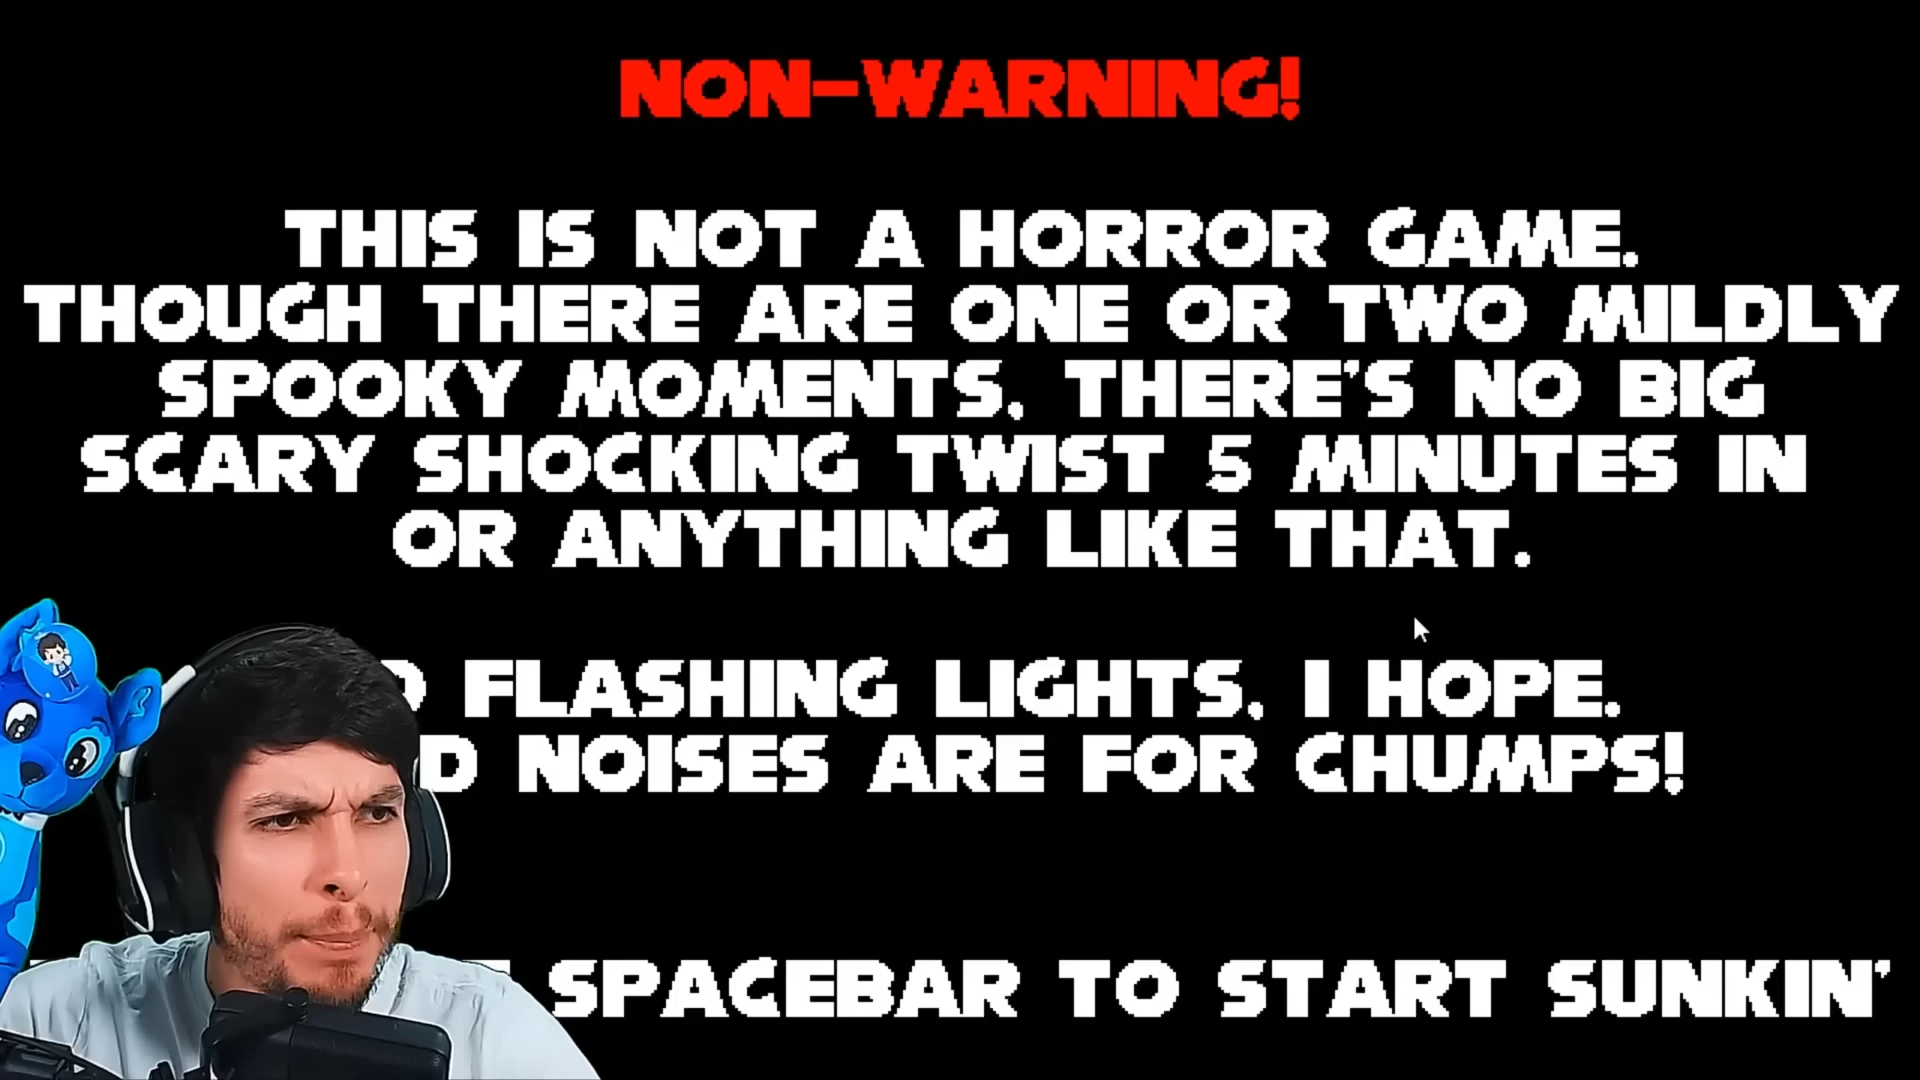 NON-WARNING!
THIS IS NOT A HORROR GAME.
THOUGH THERE ARE ONE OR TWO MILDLY
SPOOKY MOMENTS, THERE'S NO BIG
SCARY SHOCKING TWIST 5 MINUTES IN
OR ANYTHING LIKE THAT.
FLASHING LIGHTS, I HOPE.
NOISES ARE FOR CHUMPS!
SPACEBAR TO START SUNKIN'